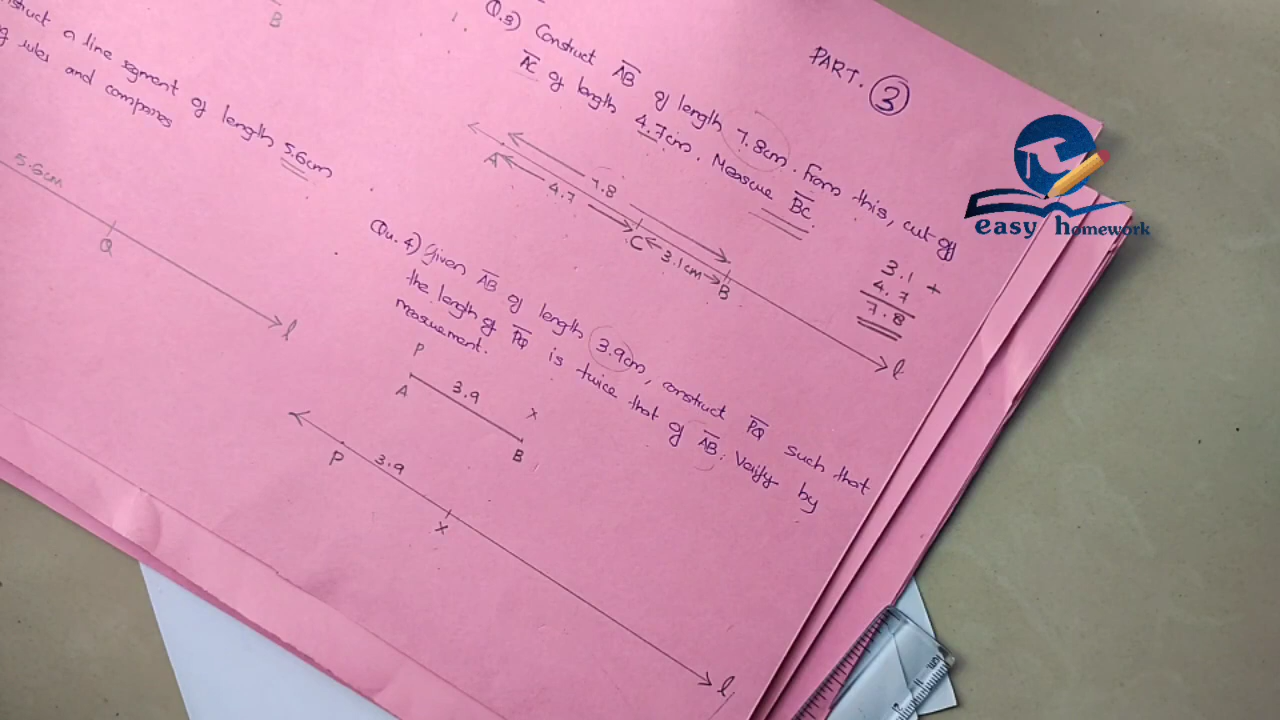 PART. 3
B
struct a line segment of length 5.6cm
rules and compasses
5.6cm
Q
l
Q.3) Construct AB of length 7.8cm. From this, cut off
AC of length 4.7cm. Measure BC.
A
7.8
4.7
C
3.1cm
B
l
3.1 +
4.7
7.8
Qu. 4) Given AB of length 3.9cm, construct PQ such that
the length of PQ is twice that of AB. Verify by
measurement.
P
A 3.9 B
X
P 3.9 X
l
easy homework